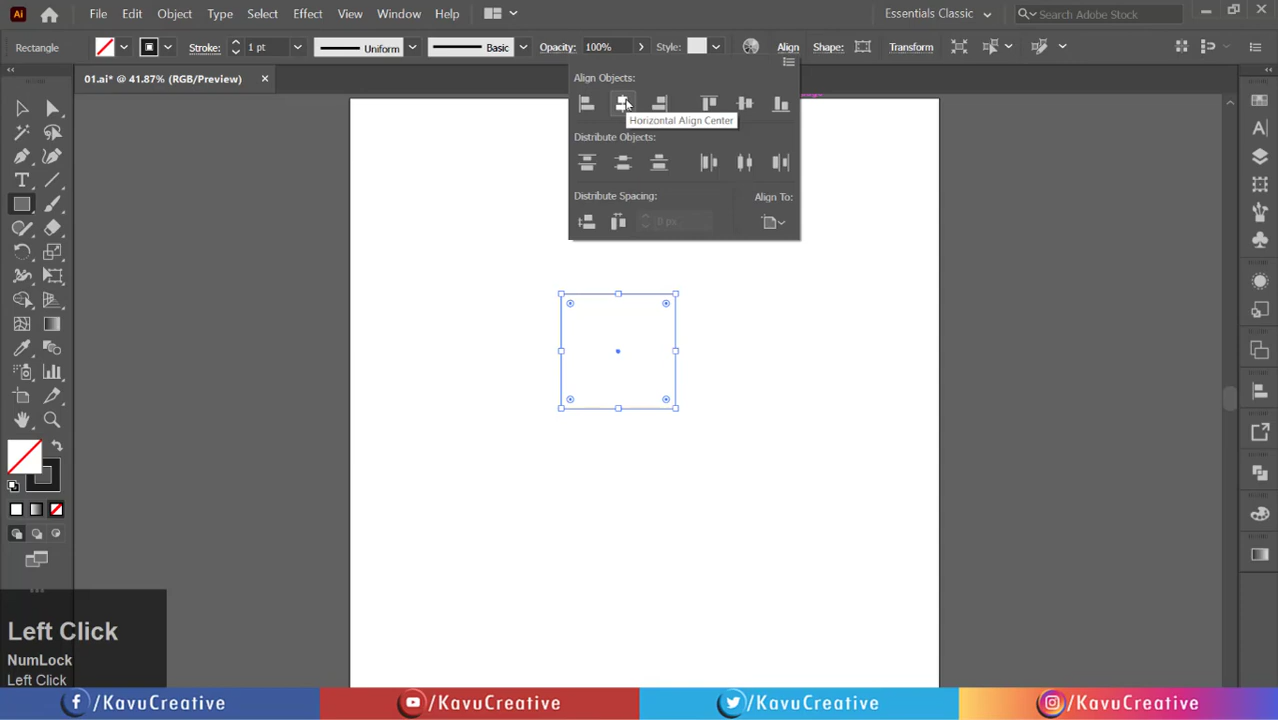 Ai File Edit Object Type Select Effect View Window Help Essentials Classic Search Adobe Stock
Rectangle Stroke: 1 pt Uniform Basic Opacity: 100% Style: Align Shape: Transform
01.ai* @ 41.87% (RGB/Preview)
Align Objects:
Horizontal Align Center
Distribute Objects:
Distribute Spacing: Align To:
0 px
Left Click
NumLock
Left Click
/KavuCreative /KavuCreative /KavuCreative /KavuCreative